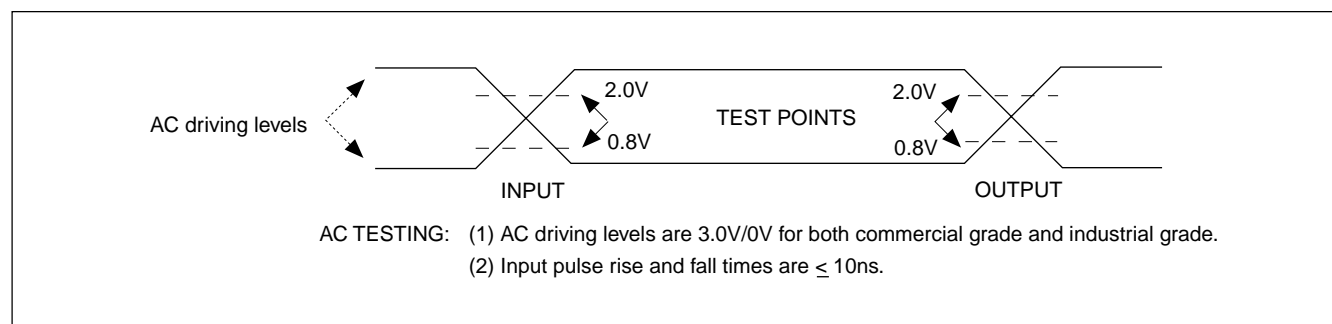 2.0V
2.0V
AC driving levels
TEST POINTS
0.8V
0.8V
INPUT
OUTPUT
AC TESTING: (1) AC driving levels are 3.0V/0V for both commercial grade and industrial grade.
(2) Input pulse rise and fall times are ≤ 10ns.